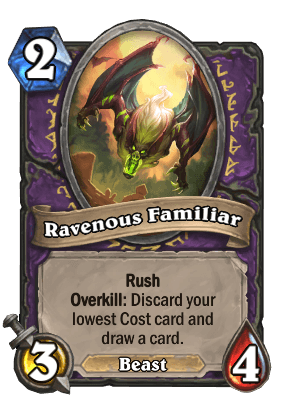 2
Ravenous Familiar
Rush
Overkill: Discard your
lowest Cost card and
draw a card.
3
Beast
4